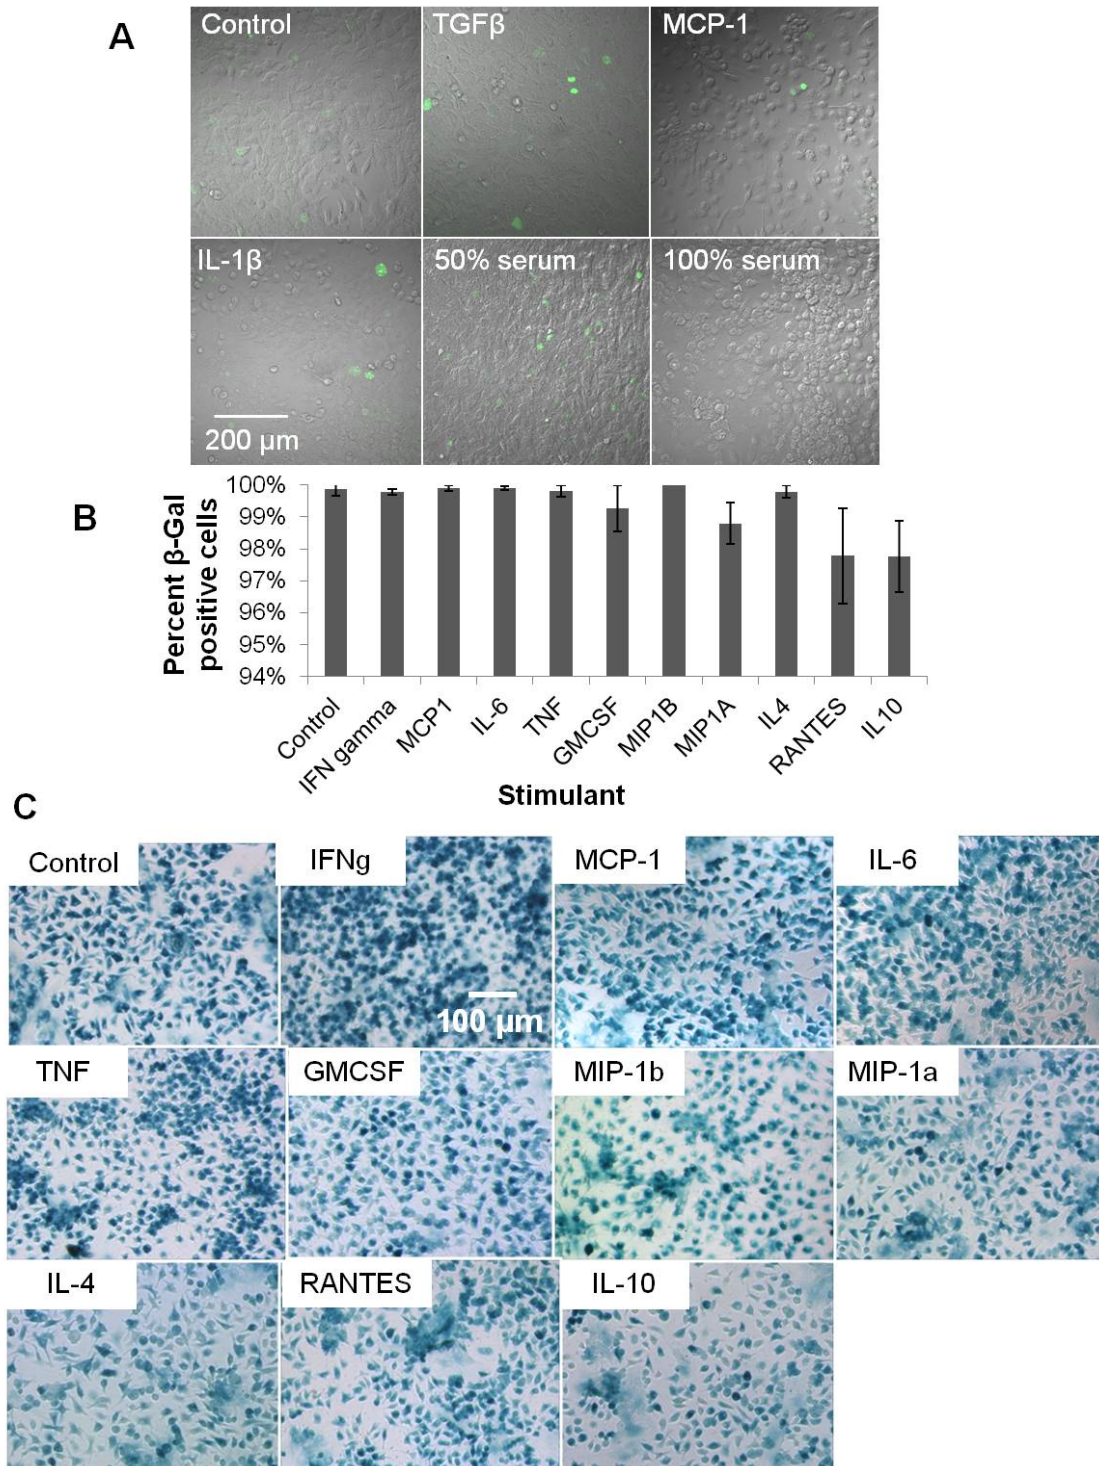 A
Control
TGFβ
MCP-1
IL-1β
50% serum
100% serum
200 μm
B
Percent β-Gal
positive cells
100%
99%
98%
97%
96%
95%
94%
Control
IFN gamma
MCP1
IL-6
TNF
GMCSF
MIP1B
MIP1A
IL4
RANTES
IL10
Stimulant
C
Control
IFNg
MCP-1
IL-6
100 μm
TNF
GMCSF
MIP-1b
MIP-1a
IL-4
RANTES
IL-10